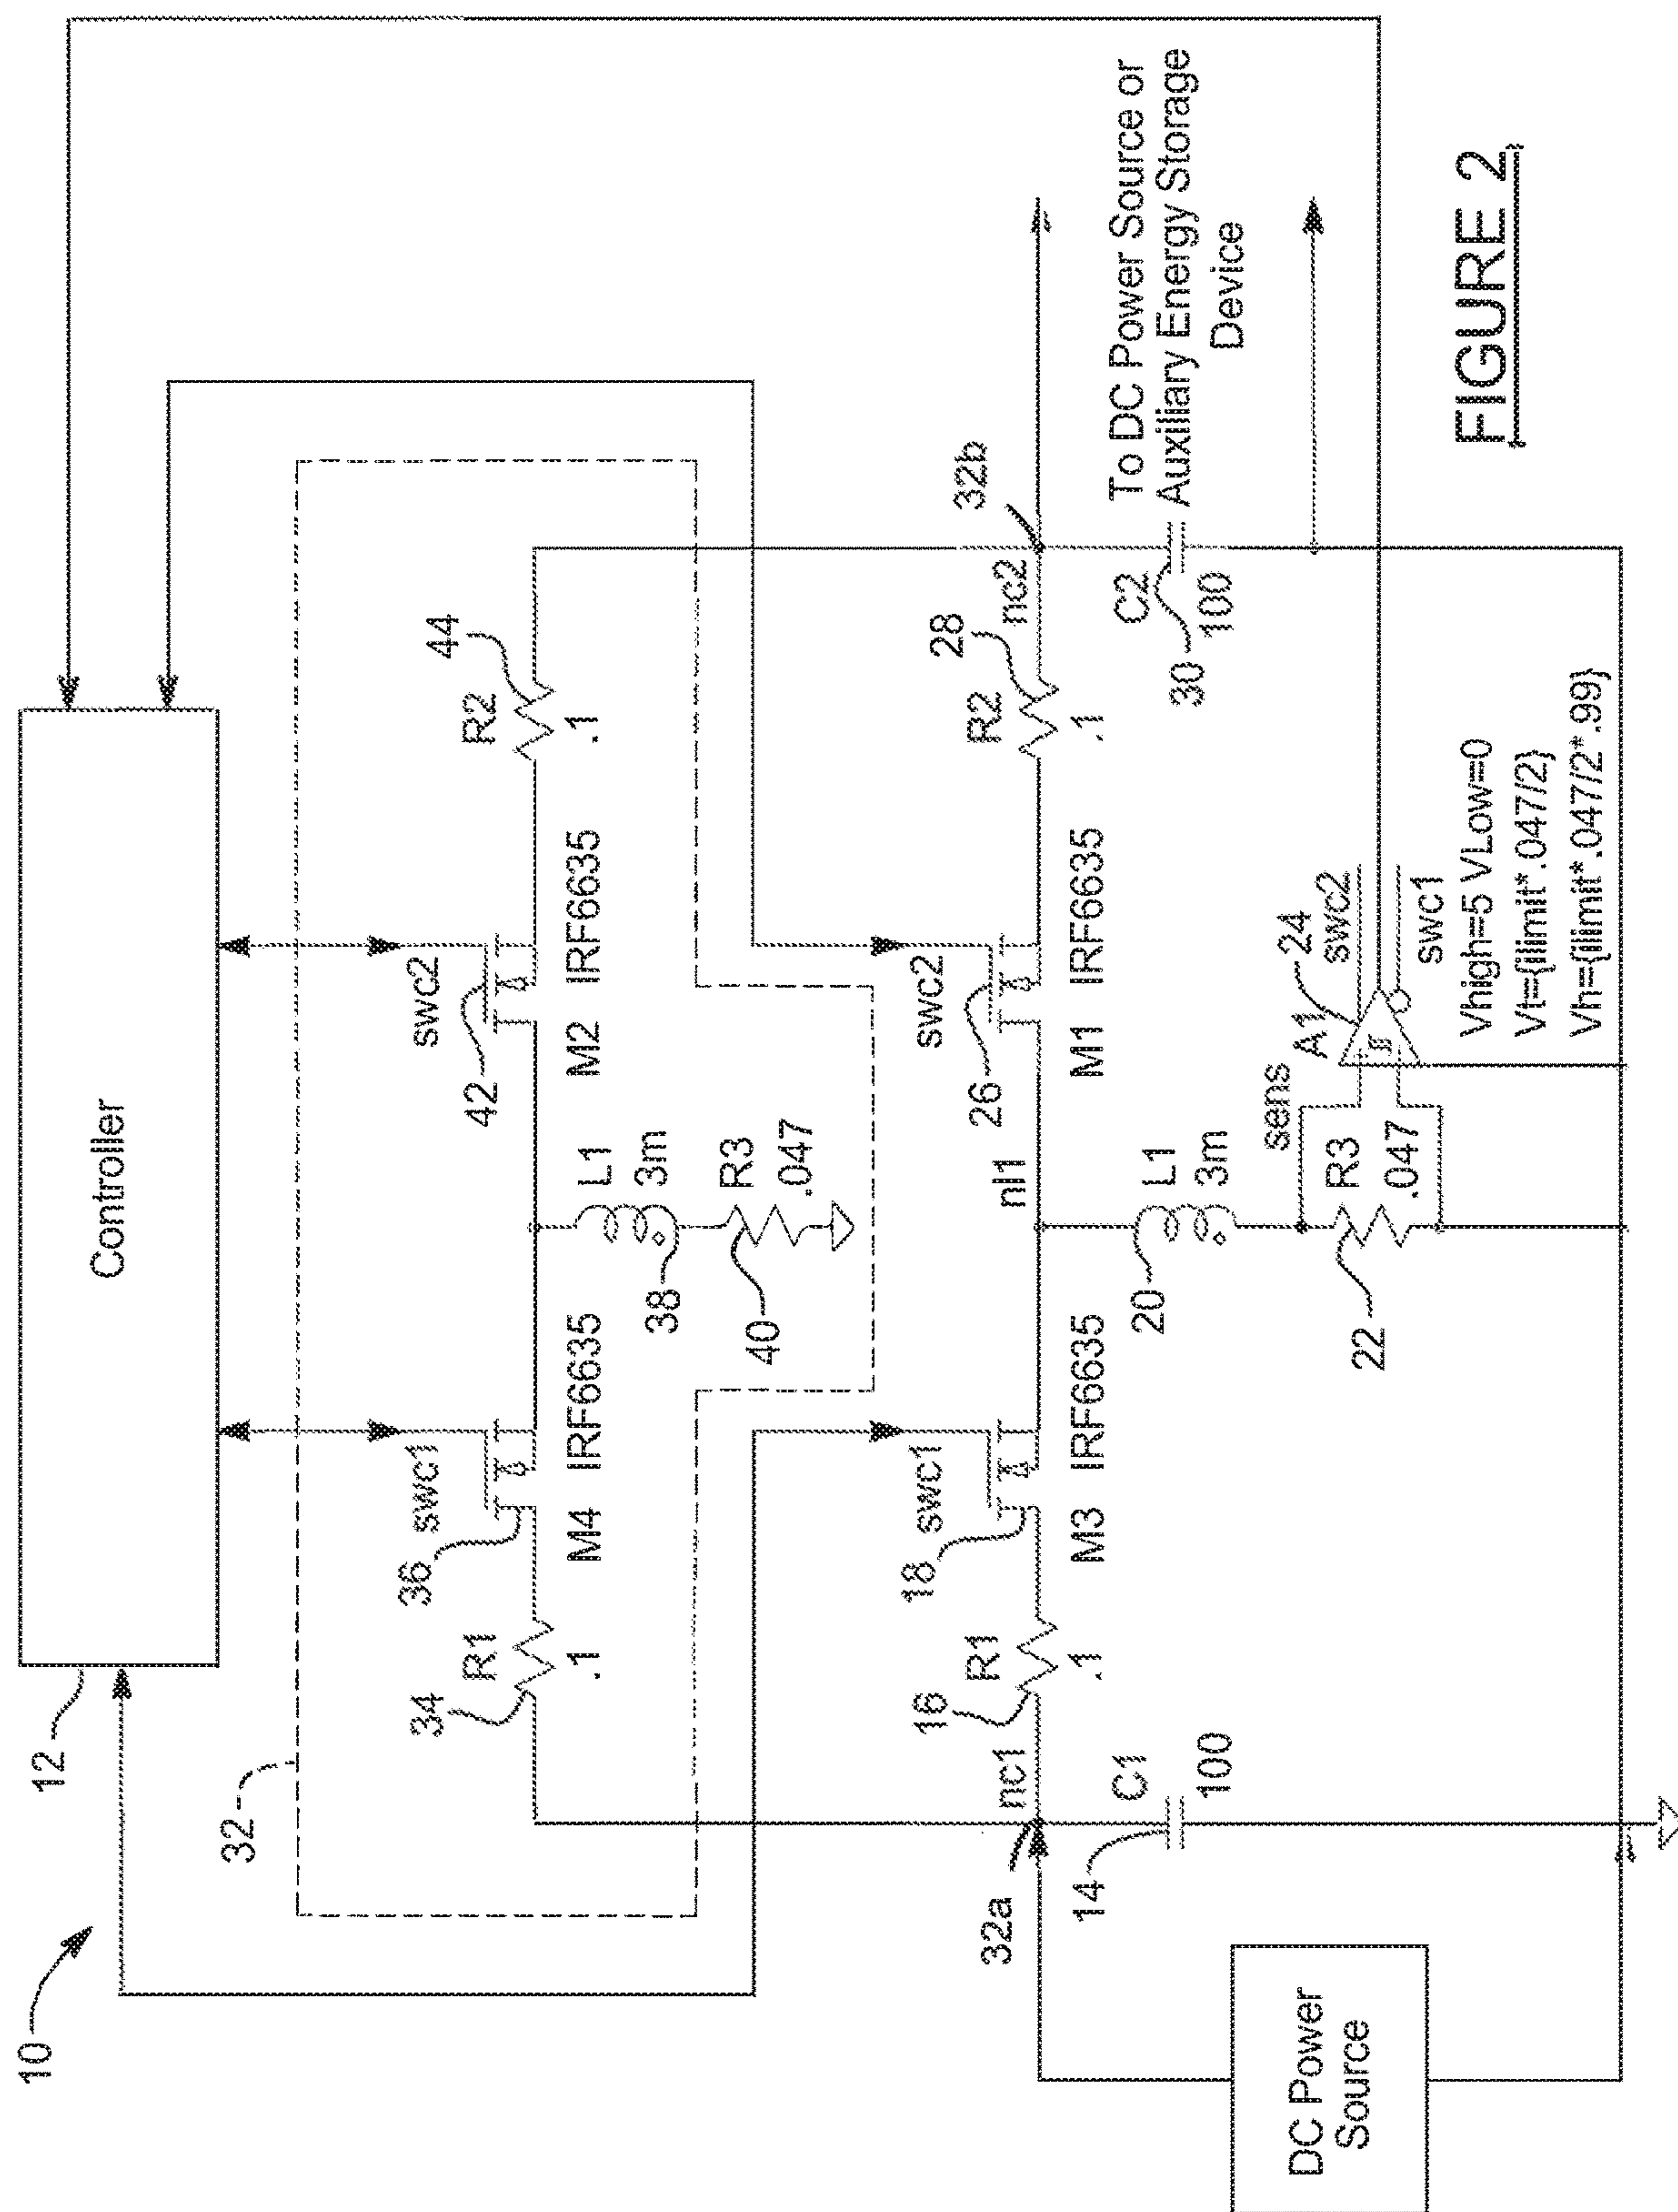 10
12
Controller
32
34
R1
.1
36
swc1
M4 IRF6635
38
L1
3m
40
R3
.047
42
swc2
M2 IRF6635
R2
44
.1
DC Power
Source
32a
nc1
14
C1
100
16
R1
.1
18
swc1
M3 IRF6635
nl1
20
L1
3m
22
R3
.047
sens
A1
24
swc2
swc1
26
swc2
M1 IRF6635
R2
28
.1
nc2
32b
C2
30
100
To DC Power Source or
Auxiliary Energy Storage
Device
Vhigh=5 VLow=0
Vt={ilimit*.047/2}
Vh={ilimit*.047/2*.99}
FIGURE 2